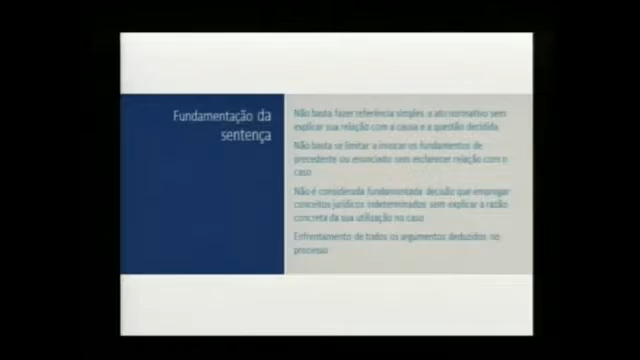 Fundamentação da
sentença
Não basta fazer referência simples a ato normativo sem
explicar sua relação com a causa e a questão decidida
Não basta se limitar a invocar os fundamentos de
precedente ou enunciado sem esclarecer relação com o
caso
Não é considerada fundamentada decisão que empregar
conceitos jurídicos indeterminados sem explicar a razão
concreta da sua utilização no caso
Enfrentamento de todos os argumentos deduzidos no
processo